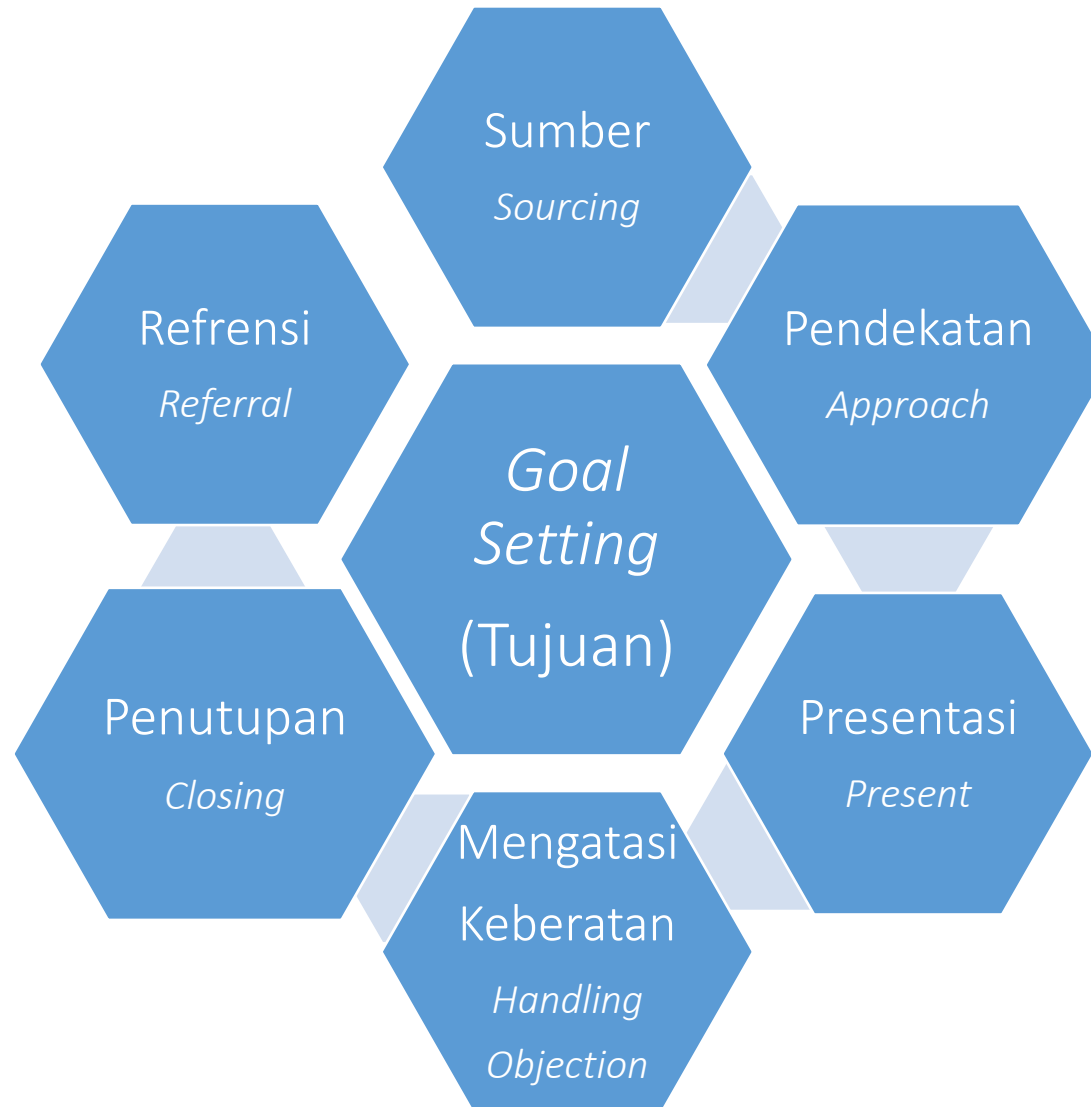 Sumber
Sourcing
Pendekatan
Approach
Presentasi
Present
Mengatasi
Keberatan
Handling
Objection
Penutupan
Closing
Refrensi
Referral
Goal
Setting
(Tujuan)